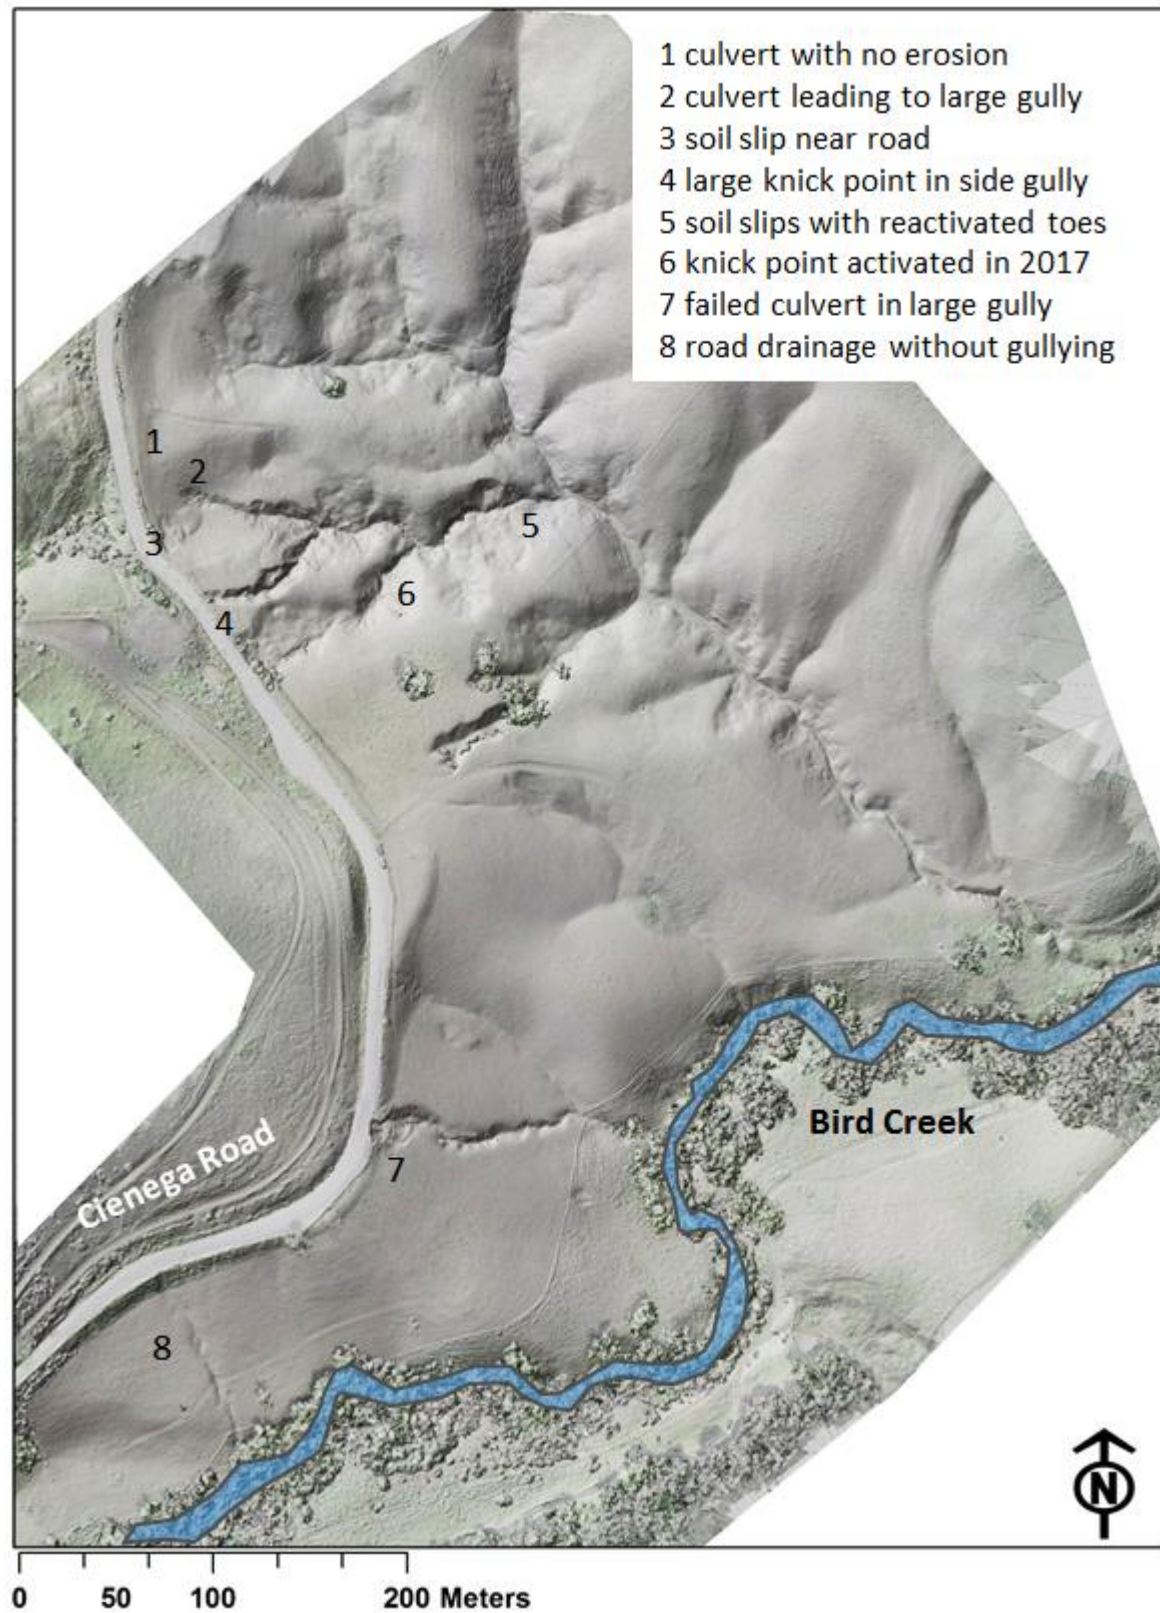 1 culvert with no erosion
2 culvert leading to large gully
3 soil slip near road
4 large knick point in side gully
5 soil slips with reactivated toes
6 knick point activated in 2017
7 failed culvert in large gully
8 road drainage without gullying
1
2
5
3
6
4
Bird Creek
Cienega Road
7
8
N
0 50 100 200 Meters